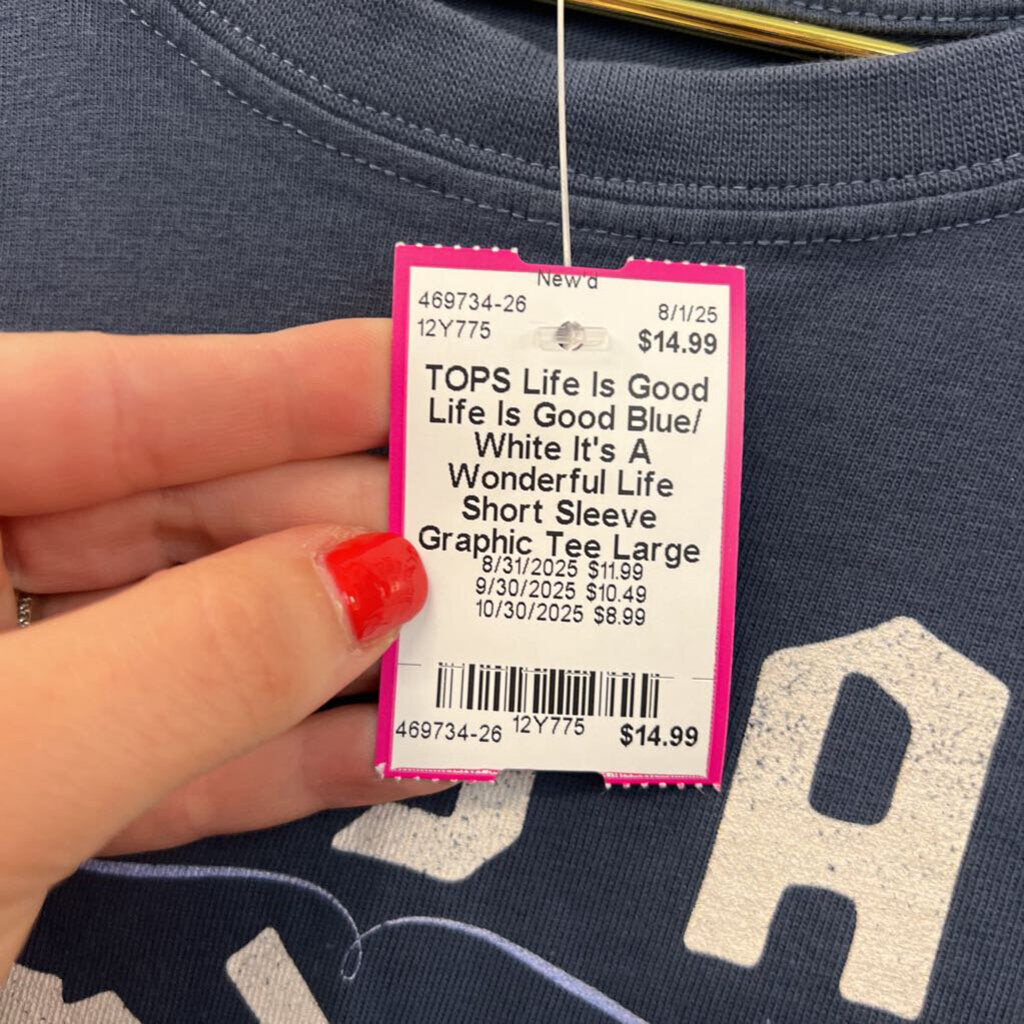 New'd
469734-26 8/1/25
12Y775 $14.99
TOPS Life Is Good
Life Is Good Blue/
White It's A
Wonderful Life
Short Sleeve
Graphic Tee Large
8/31/2025 $11.99
9/30/2025 $10.49
10/30/2025 $8.99
469734-26 12Y775 $14.99
A